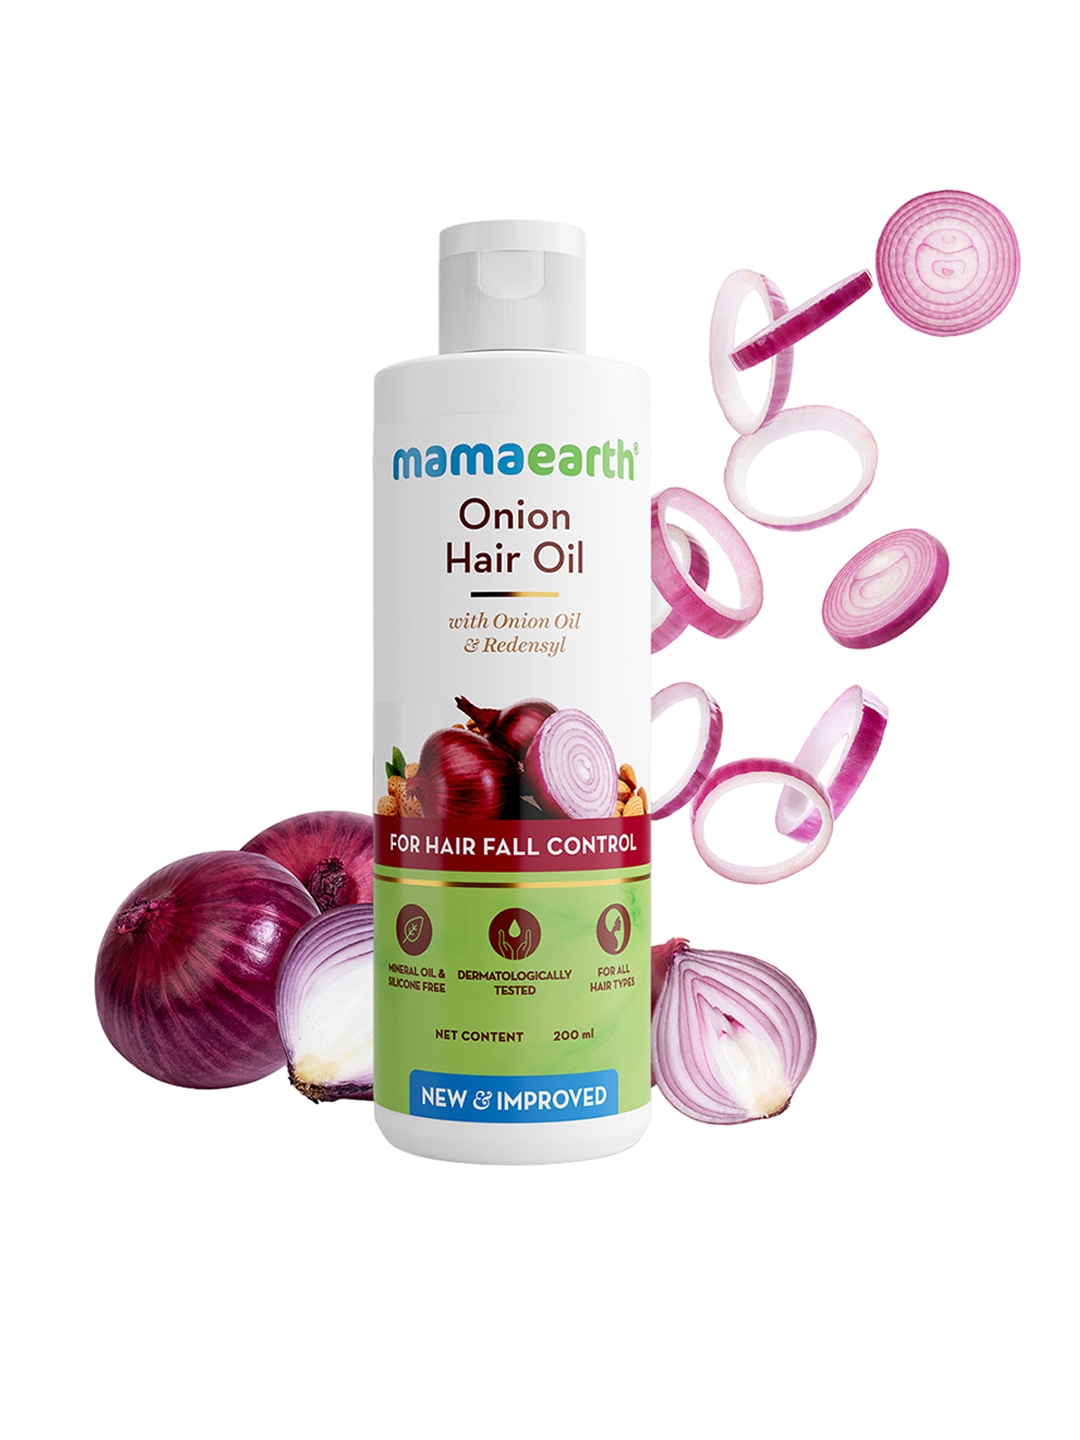 mamaearth®
Onion
Hair Oil
with Onion Oil
& Redensyl
FOR HAIR FALL CONTROL
MINERAL OIL &
SILICONE FREE
DERMATOLOGICALLY
TESTED
FOR ALL
HAIR TYPES
NET CONTENT 200 ml
NEW & IMPROVED